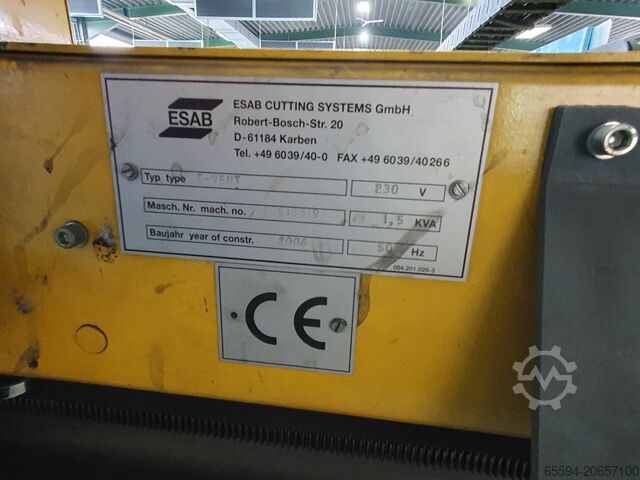 ESAB
ESAB CUTTING SYSTEMS GmbH
Robert-Bosch-Str. 20
D-61184 Karben
Tel. +49 6039/40-0 FAX +49 6039/40266
Typ type E-VENT 230 V
Masch. Nr. mach. no. 1,5 KVA
Baujahr year of constr. 2006 50 Hz
004.201.020-3
CE
65594-20657100